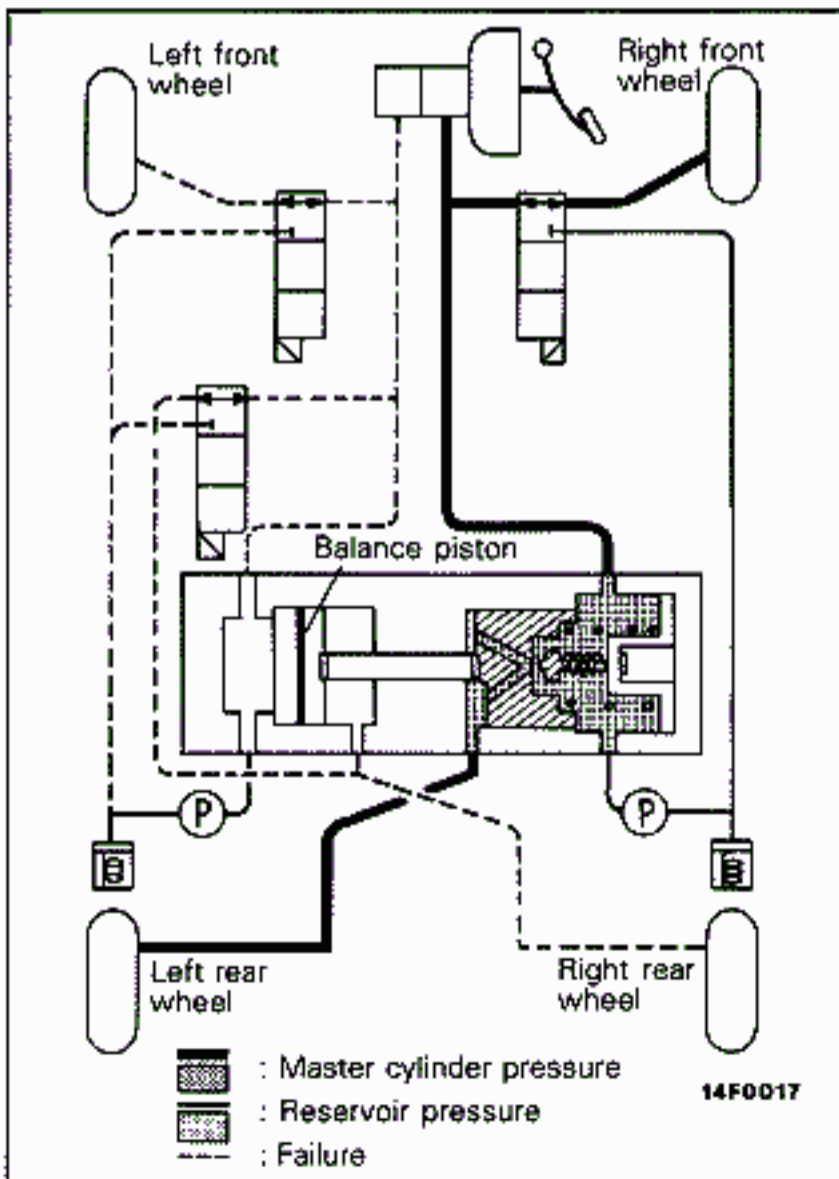 Left front
wheel
Right front
wheel
Balance piston
P
P
Left rear
wheel
Right rear
wheel
: Master cylinder pressure
: Reservoir pressure
: Failure
14F0017